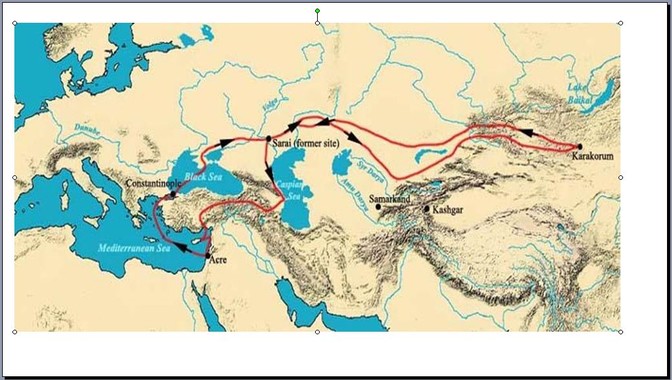 Lake
Baikal
Volga
Danube
Sarai (former site)
Karakorum
Syr Darya
Black Sea
Constantinople
Caspian
Sea
Amu Darya
Samarkand
Kashgar
Mediterranean Sea
Acre